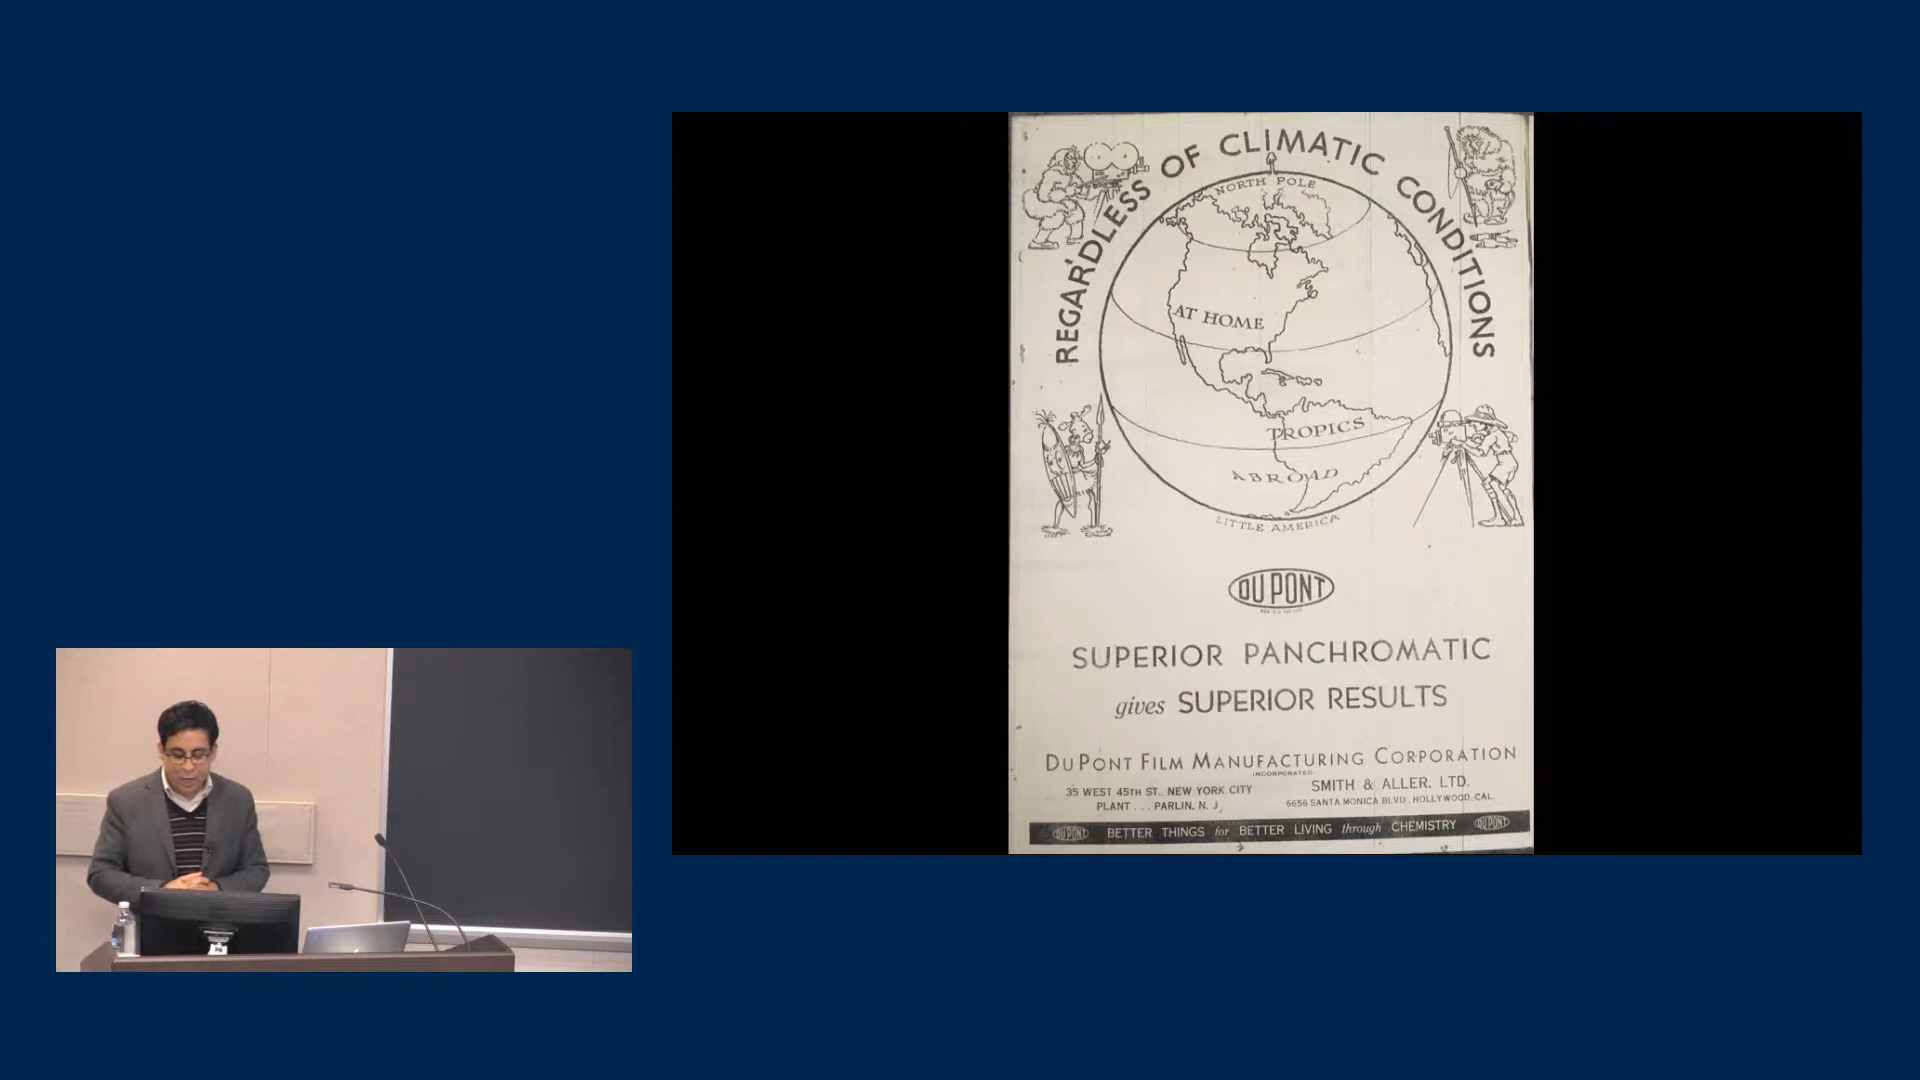 REGARDLESS OF CLIMATIC CONDITIONS
NORTH POLE
AT HOME
TROPICS
ABROAD
LITTLE AMERICA
DU PONT
SUPERIOR PANCHROMATIC
gives SUPERIOR RESULTS
DUPONT FILM MANUFACTURING CORPORATION
INCORPORATED
35 WEST 45TH ST., NEW YORK CITY
PLANT . . . PARLIN, N. J.
SMITH & ALLER, LTD.
6656 SANTA MONICA BLVD., HOLLYWOOD, CAL.
DU PONT BETTER THINGS for BETTER LIVING through CHEMISTRY DU PONT